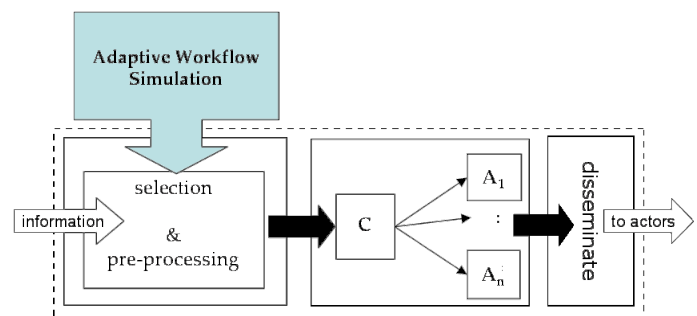 Adaptive Workflow
Simulation
information
selection
&
pre-processing
C
A1
:
An
disseminate
to actors